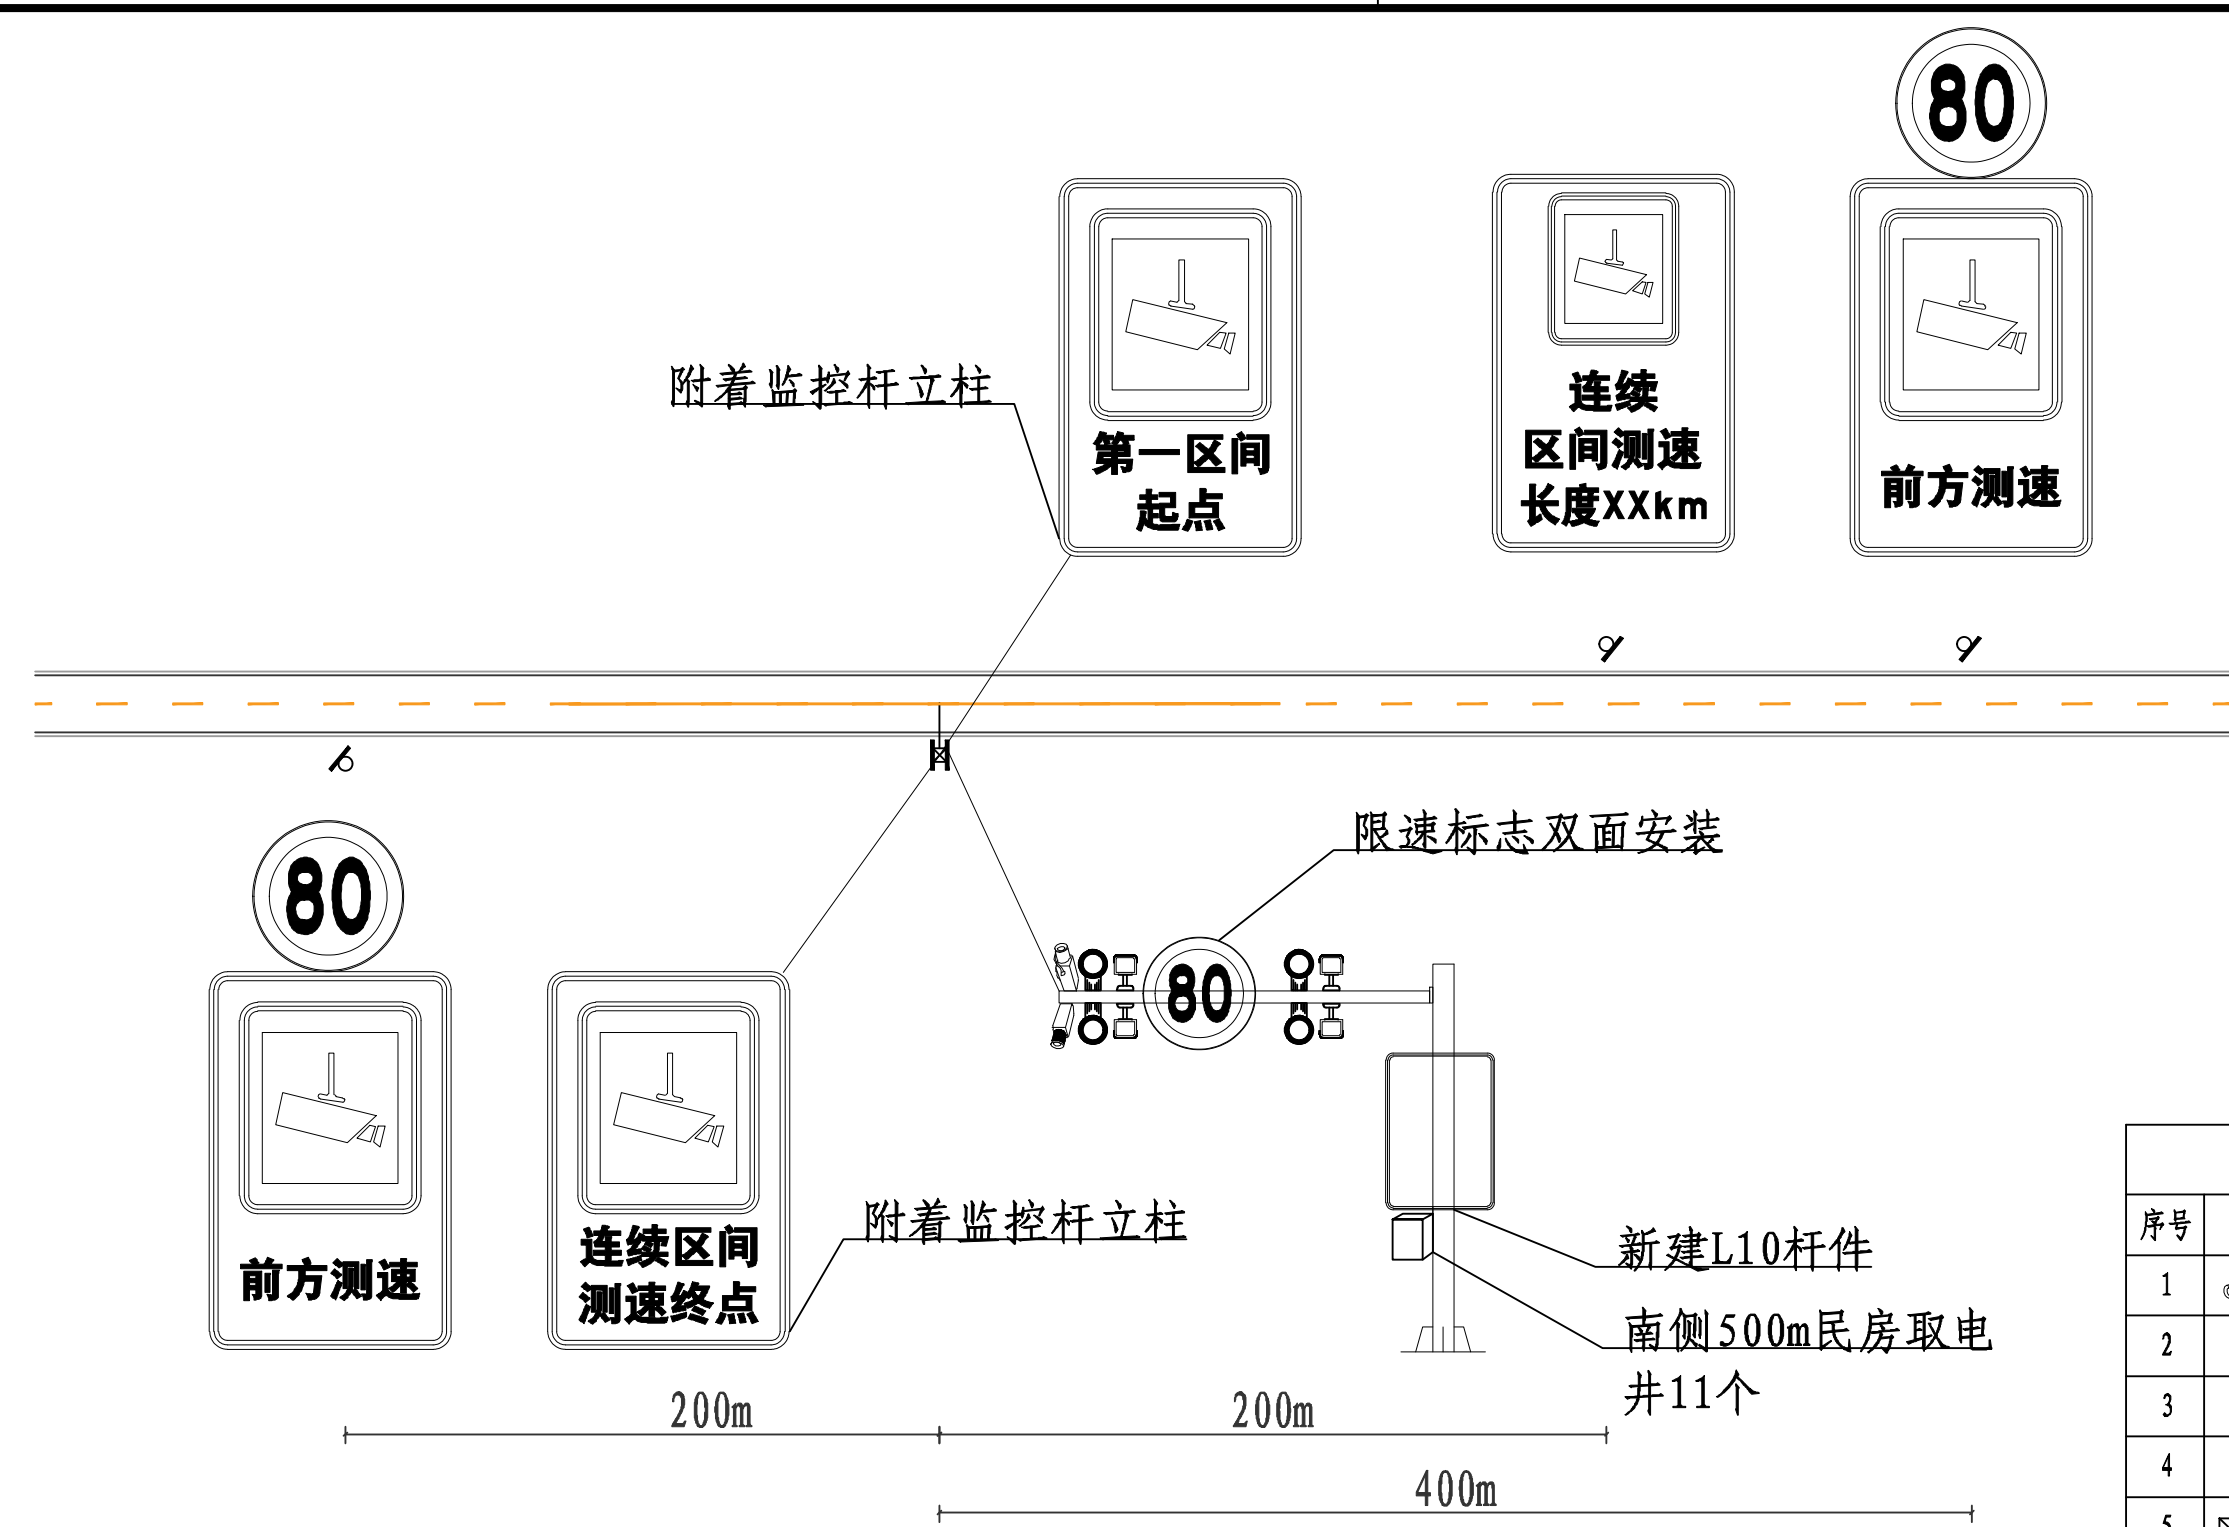 80
附着监控杆立柱
第一区间
起点
连续
区间测速
长度XXkm
前方测速
限速标志双面安装
80
80
前方测速
连续区间
测速终点
附着监控杆立柱
新建L10杆件
南侧500m民房取电
井11个
200m
200m
400m
序号
1
2
3
4
5